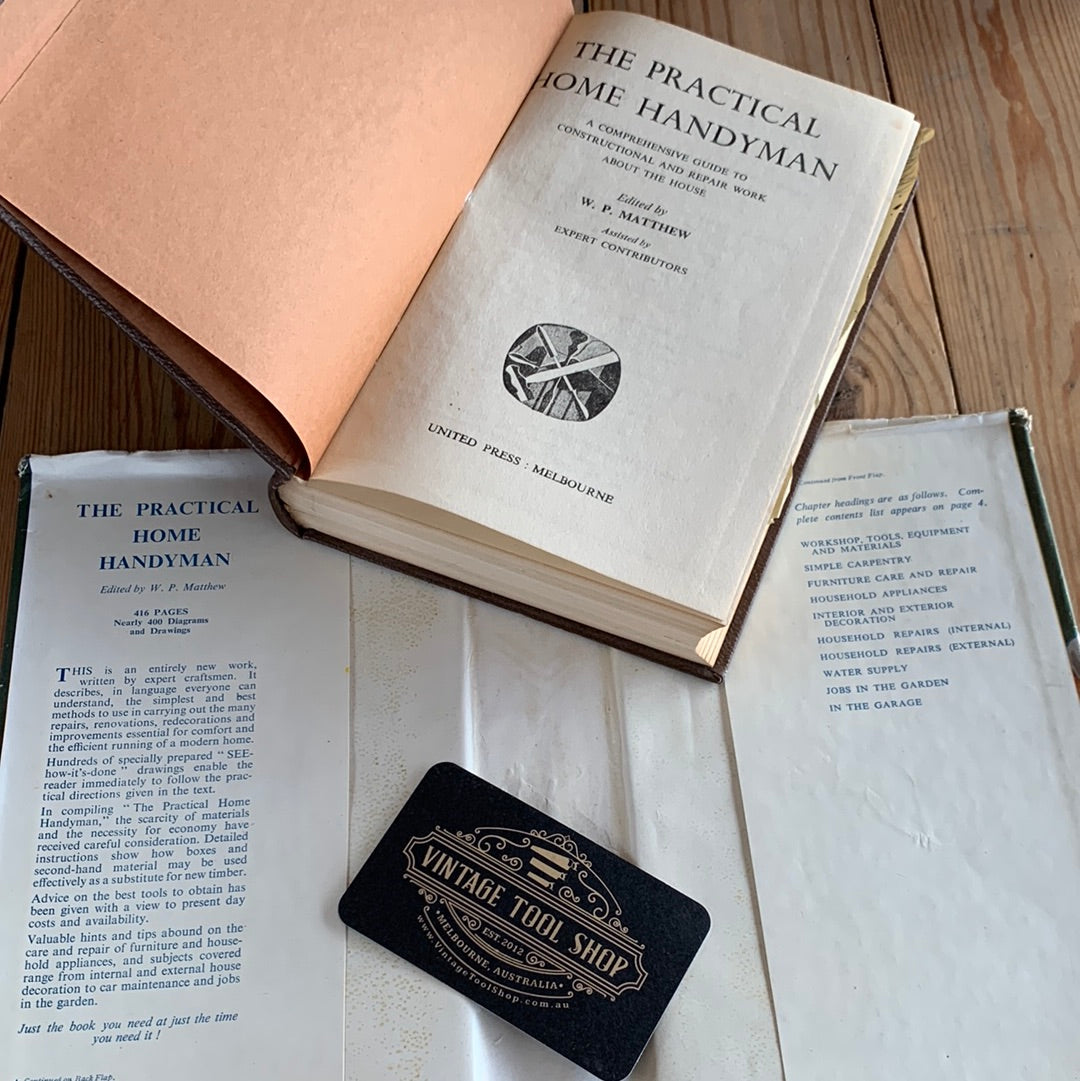 THE PRACTICAL
HOME HANDYMAN
A COMPREHENSIVE GUIDE TO
CONSTRUCTIONAL AND REPAIR WORK
ABOUT THE HOUSE
Edited by
W. P. MATTHEW
Assisted by
EXPERT CONTRIBUTORS
UNITED PRESS : MELBOURNE
THE PRACTICAL
HOME
HANDYMAN
Edited by W. P. Matthew
416 PAGES
Nearly 400 Diagrams
and Drawings
THIS is an entirely new work,
written by expert craftsmen. It
describes, in language everyone can
understand, the simplest and best
methods to use in carrying out the many
repairs, renovations, redecorations and
improvements essential for comfort and
the efficient running of a modern home.
Hundreds of specially prepared “ SEE-
how-it's-done ” drawings enable the
reader immediately to follow the prac-
tical directions given in the text.
In compiling “ The Practical Home
Handyman,” the scarcity of materials
and the necessity for economy have
received careful consideration. Detailed
instructions show how boxes and
second-hand material may be used
effectively as a substitute for new timber.
Advice on the best tools to obtain has
been given with a view to present day
costs and availability.
Valuable hints and tips abound on the
care and repair of furniture and house-
hold appliances, and subjects covered
range from internal and external house
decoration to car maintenance and jobs
in the garden.
Just the book you need at just the time
you need it !
Continued on Back Flap.
Continued from Front Flap.
Chapter headings are as follows. Com-
plete contents list appears on page 4.
WORKSHOP, TOOLS, EQUIPMENT
AND MATERIALS
SIMPLE CARPENTRY
FURNITURE CARE AND REPAIR
HOUSEHOLD APPLIANCES
INTERIOR AND EXTERIOR
DECORATION
HOUSEHOLD REPAIRS (INTERNAL)
HOUSEHOLD REPAIRS (EXTERNAL)
WATER SUPPLY
JOBS IN THE GARDEN
IN THE GARAGE
VINTAGE TOOL SHOP
EST. 2012
•MELBOURNE, AUSTRALIA•
www.VintageToolShop.com.au